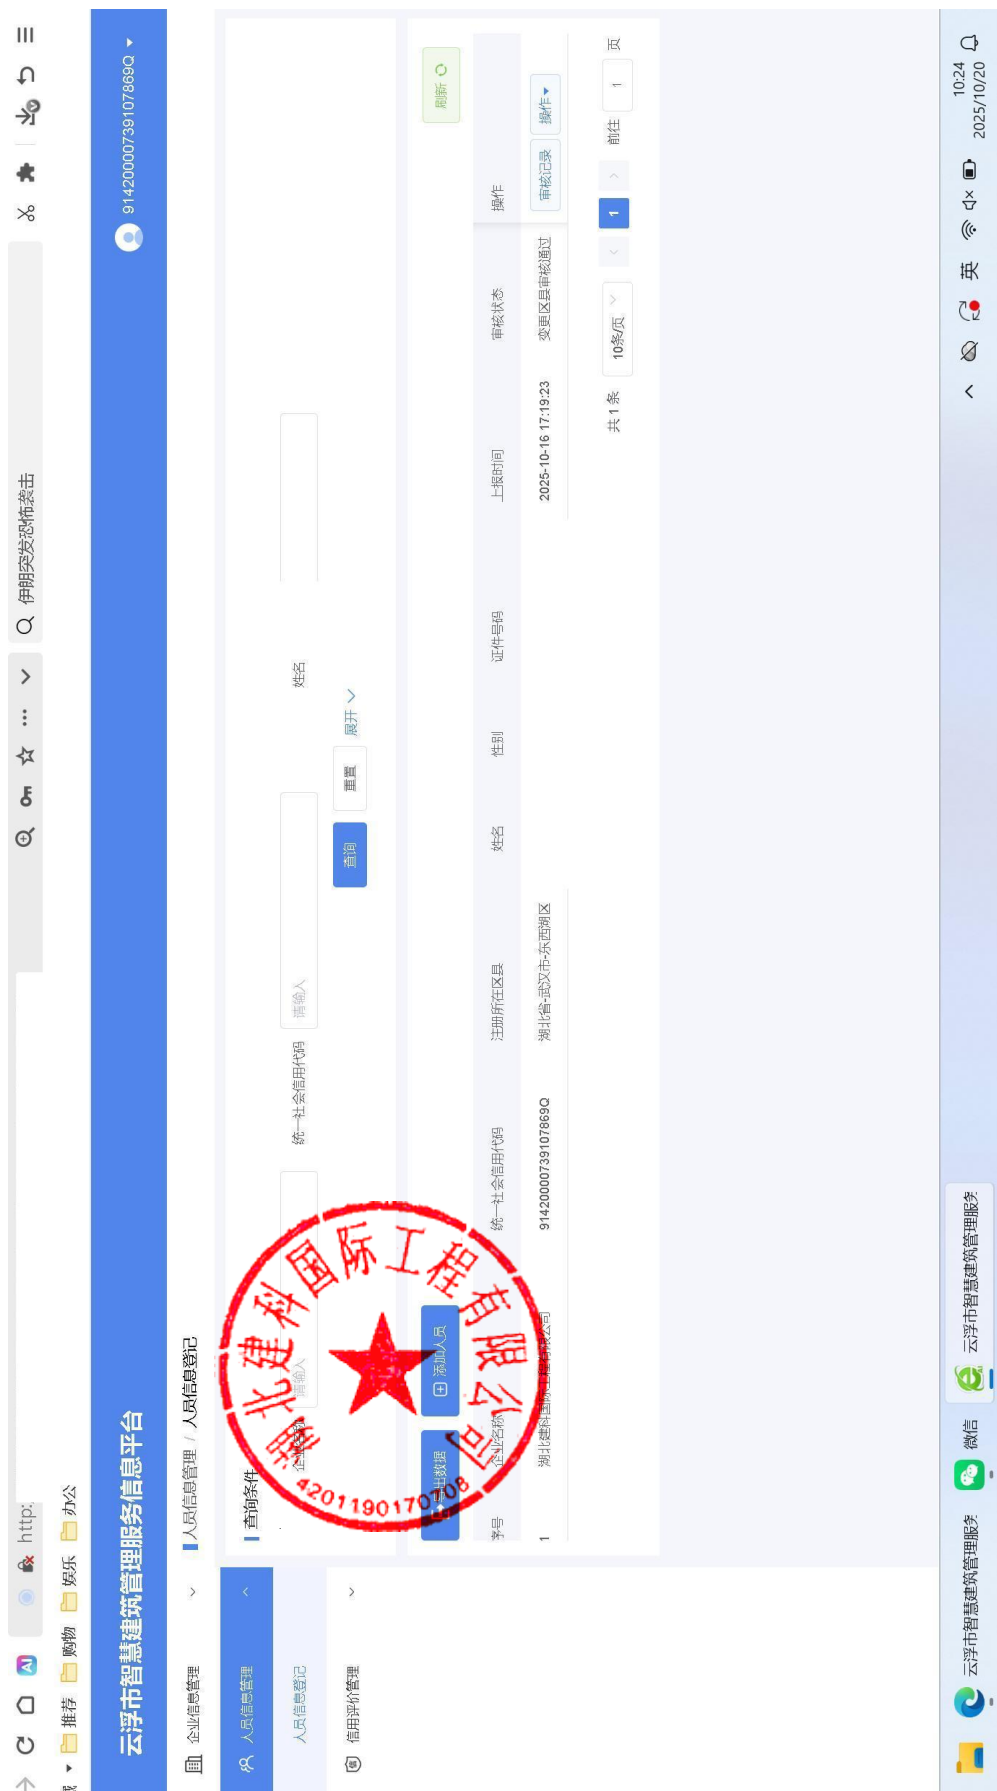 http:
伊朗突发恐怖袭击
推荐 购物 娱乐 办公
云浮市智慧建筑管理服务信息平台
91420000739107869Q
企业信息管理
人员信息管理
人员信息登记
信用评价管理
人员信息管理 / 人员信息登记
查询条件
企业名称 请输入 统一社会信用代码 请输入 姓名
查询 重置 展开
导出数据 添加人员 刷新
序号 企业名称 统一社会信用代码 注册所在区县 姓名 性别 证件号码 上报时间 审核状态 操作
1 湖北建科国际工程有限公司 91420000739107869Q 湖北省-武汉市-东西湖区 2025-10-16 17:19:23 变更区县审核通过 审核记录 操作
共 1 条 10条/页 1 前往 1 页
湖北建科国际工程有限公司
4201190170708
云浮市智慧建筑管理服务 微信 云浮市智慧建筑管理服务
英
10:24
2025/10/20